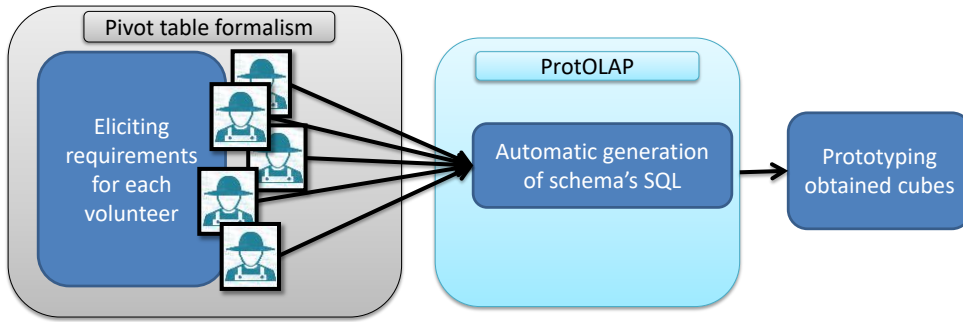 Pivot table formalism
Eliciting
requirements
for each
volunteer
ProtOLAP
Automatic generation
of schema's SQL
Prototyping
obtained cubes